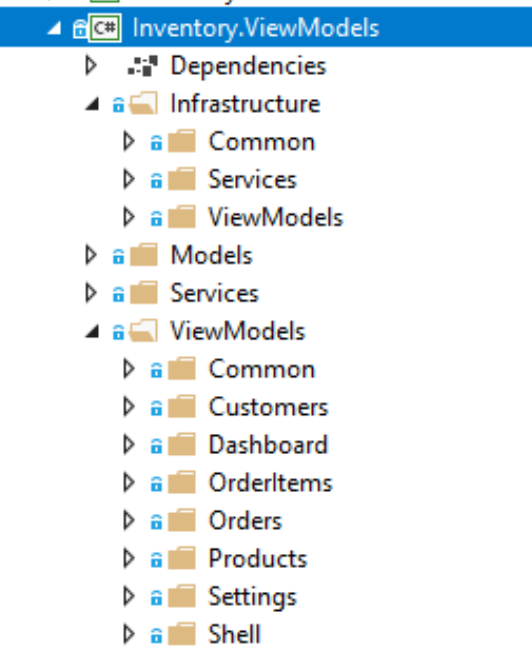 C# Inventory.ViewModels
Dependencies
Infrastructure
Common
Services
ViewModels
Models
Services
ViewModels
Common
Customers
Dashboard
OrderItems
Orders
Products
Settings
Shell